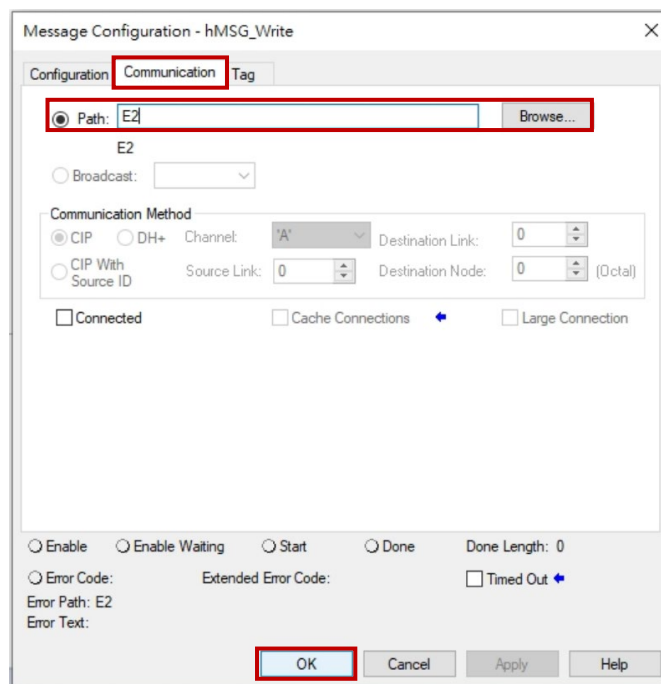 Message Configuration - hMSG_Write
Configuration Communication Tag
Path: E2 Browse...
E2
Broadcast:
Communication Method
CIP DH+ Channel: 'A' Destination Link: 0
CIP With Source ID Source Link: 0 Destination Node: 0 (Octal)
Connected Cache Connections Large Connection
Enable Enable Waiting Start Done Done Length: 0
Error Code: Extended Error Code: Timed Out
Error Path: E2
Error Text:
OK Cancel Apply Help